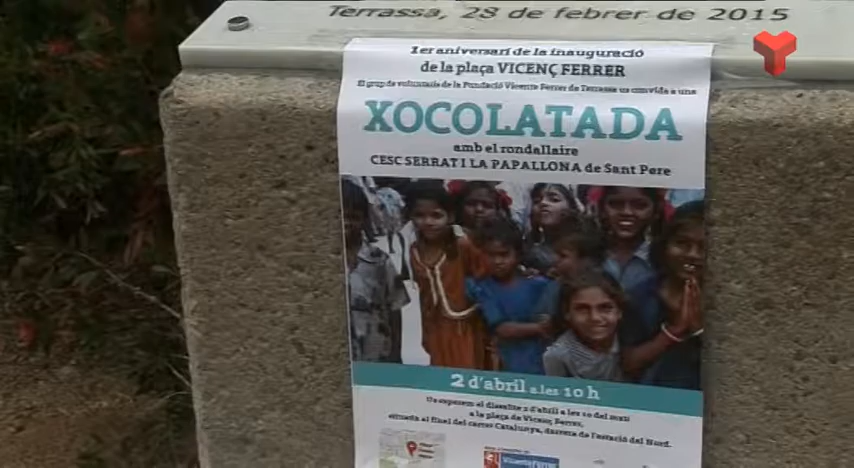 Terrassa, 28 de febrer de 2015
1er aniversari de la inauguració
de la plaça VICENÇ FERRER
El grup de voluntaris de la Fundació Vicente Ferrer de Terrassa us convida a una
XOCOLATADA
amb el rondallaire
CESC SERRAT I LA PAPALLONA de Sant Pere
2 d'abril a les 10 h
Us esperem el dissabte 2 d'abril a les 10 del matí
a la plaça de Vicenç Ferrer,
situada al final del carrer Catalunya, darrera de l'estació del Nord.
Vicente Ferrer